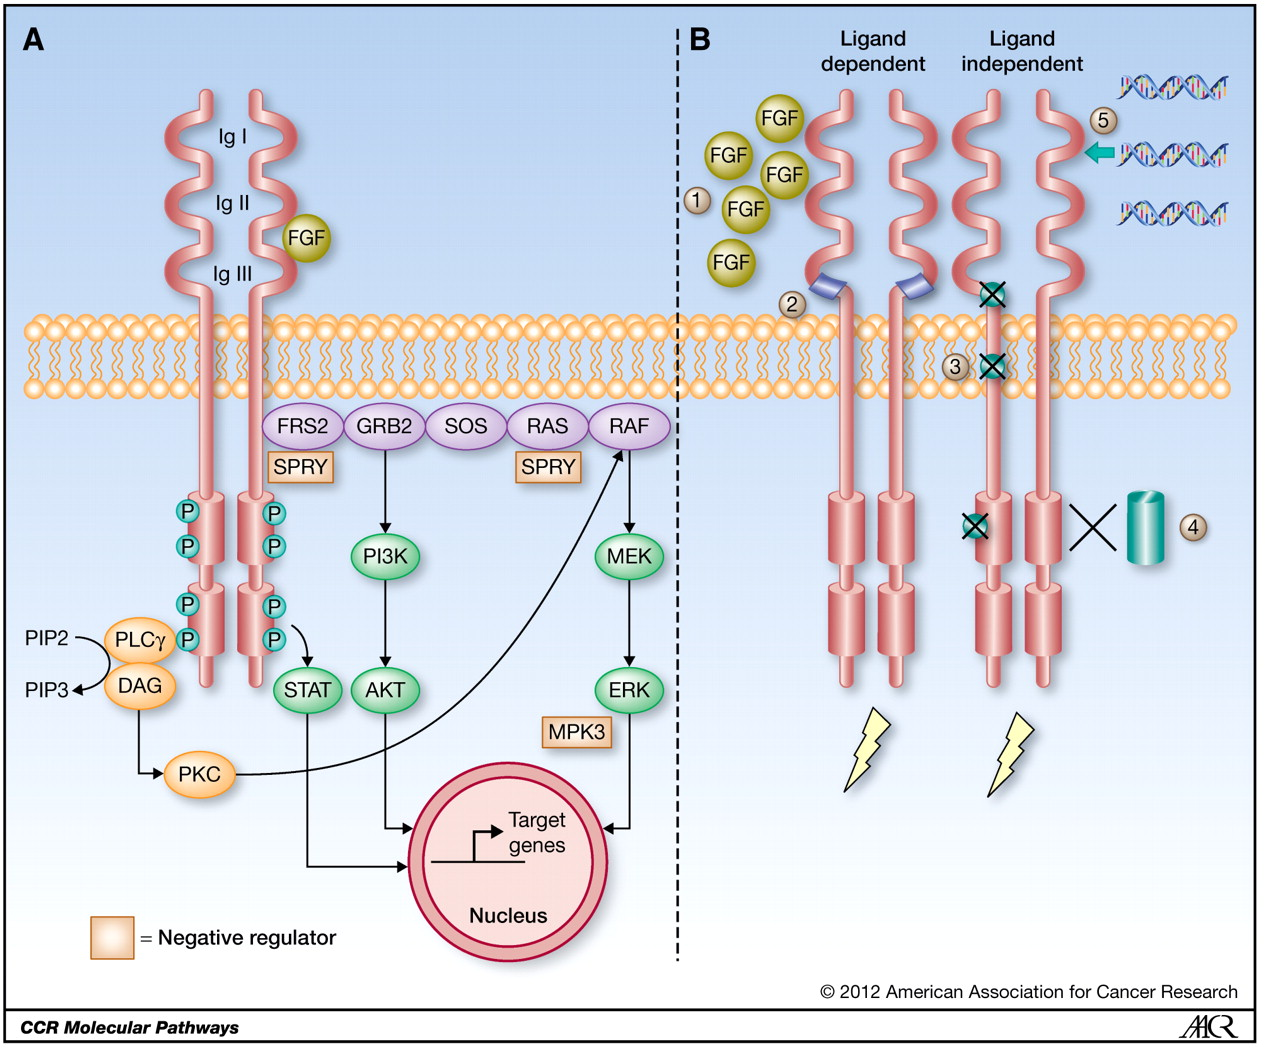 A
B
Ligand
dependent
Ligand
independent
Ig I
Ig II
Ig III
FGF
FGF
FGF
FGF
FGF
FGF
1
2
3
4
5
FRS2
GRB2
SOS
RAS
RAF
SPRY
SPRY
P
P
P
P
P
P
P
P
PI3K
MEK
PIP2
PLCγ
PIP3
DAG
STAT
AKT
ERK
MPK3
PKC
Target
genes
Nucleus
= Negative regulator
© 2012 American Association for Cancer Research
CCR Molecular Pathways
AACR